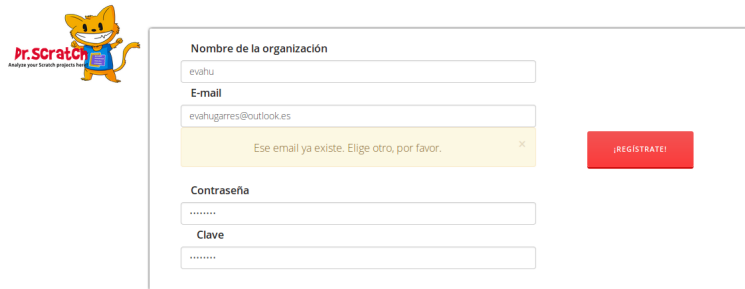 Dr.Scratch
Analyze your Scratch projects here
Nombre de la organización
evahu
E-mail
evahugarres@outlook.es
Ese email ya existe. Elige otro, por favor.
×
¡REGÍSTRATE!
Contraseña
········
Clave
········